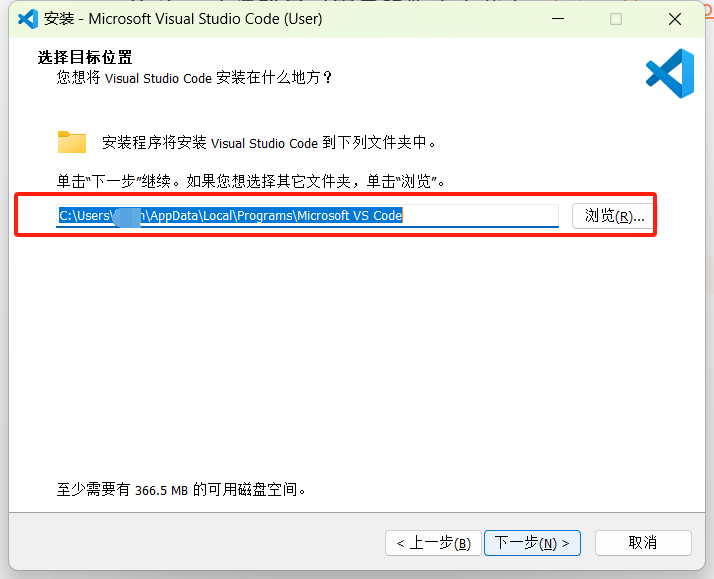 安装 - Microsoft Visual Studio Code (User)
选择目标位置
您想将 Visual Studio Code 安装在什么地方？
安装程序将安装 Visual Studio Code 到下列文件夹中。
单击“下一步”继续。如果您想选择其它文件夹，单击“浏览”。
C:\Users\ \AppData\Local\Programs\Microsoft VS Code
浏览(R)...
至少需要有 366.5 MB 的可用磁盘空间。
< 上一步(B)
下一步(N) >
取消